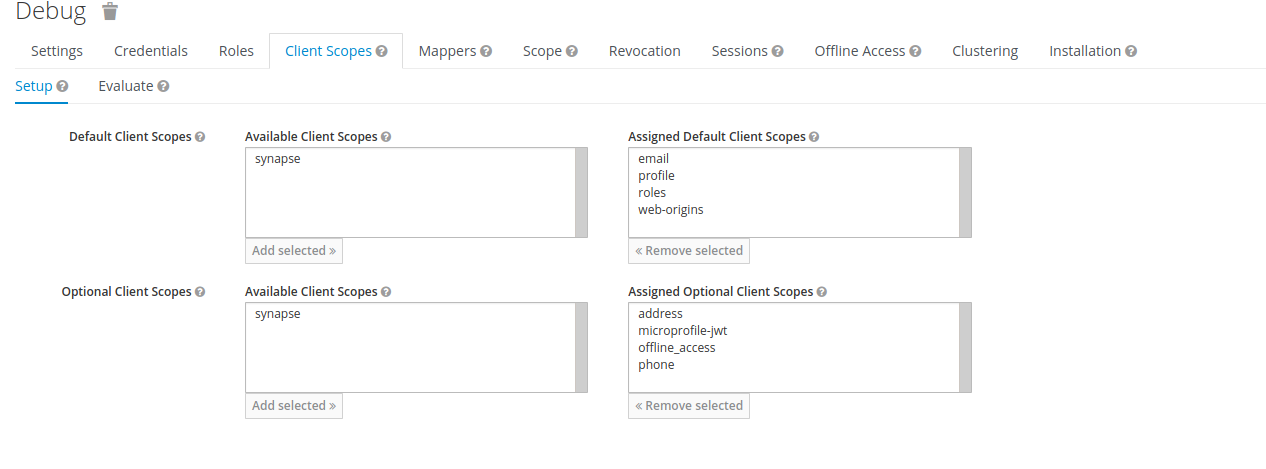 Debug
Settings Credentials Roles Client Scopes Mappers Scope Revocation Sessions Offline Access Clustering Installation
Setup Evaluate
Default Client Scopes Available Client Scopes Assigned Default Client Scopes
synapse
email
profile
roles
web-origins
Add selected » « Remove selected
Optional Client Scopes Available Client Scopes Assigned Optional Client Scopes
synapse
address
microprofile-jwt
offline_access
phone
Add selected » « Remove selected